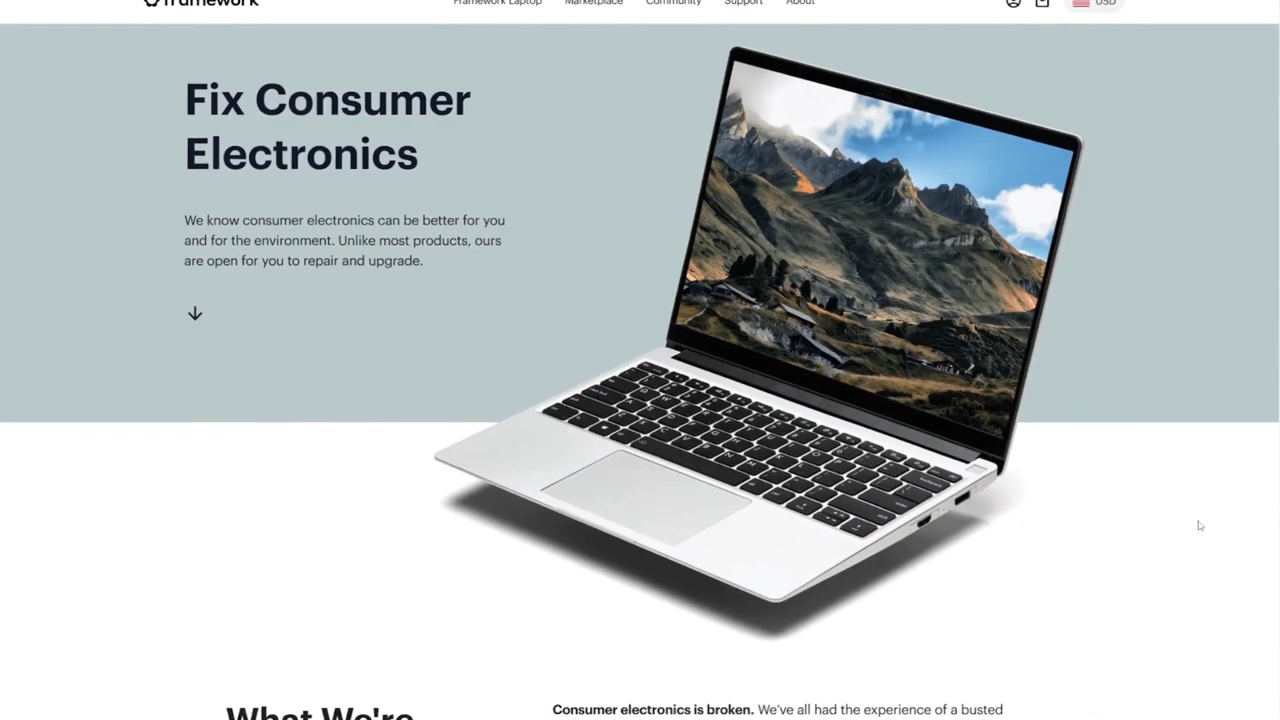 framework
Framework Laptop Marketplace Community Support About USD
Fix Consumer
Electronics
We know consumer electronics can be better for you
and for the environment. Unlike most products, ours
are open for you to repair and upgrade.
What We're
Consumer electronics is broken. We've all had the experience of a busted